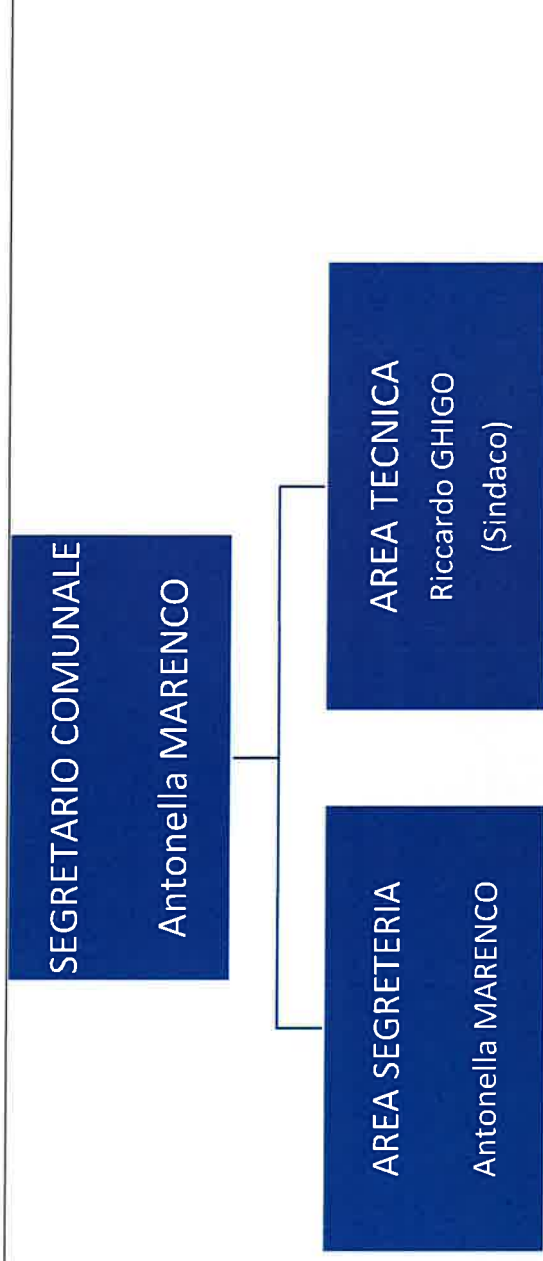 SEGRETARIO COMUNALE
Antonella MARENCO
AREA SEGRETERIA
Antonella MARENCO
AREA TECNICA
Riccardo GHIGO
(Sindaco)